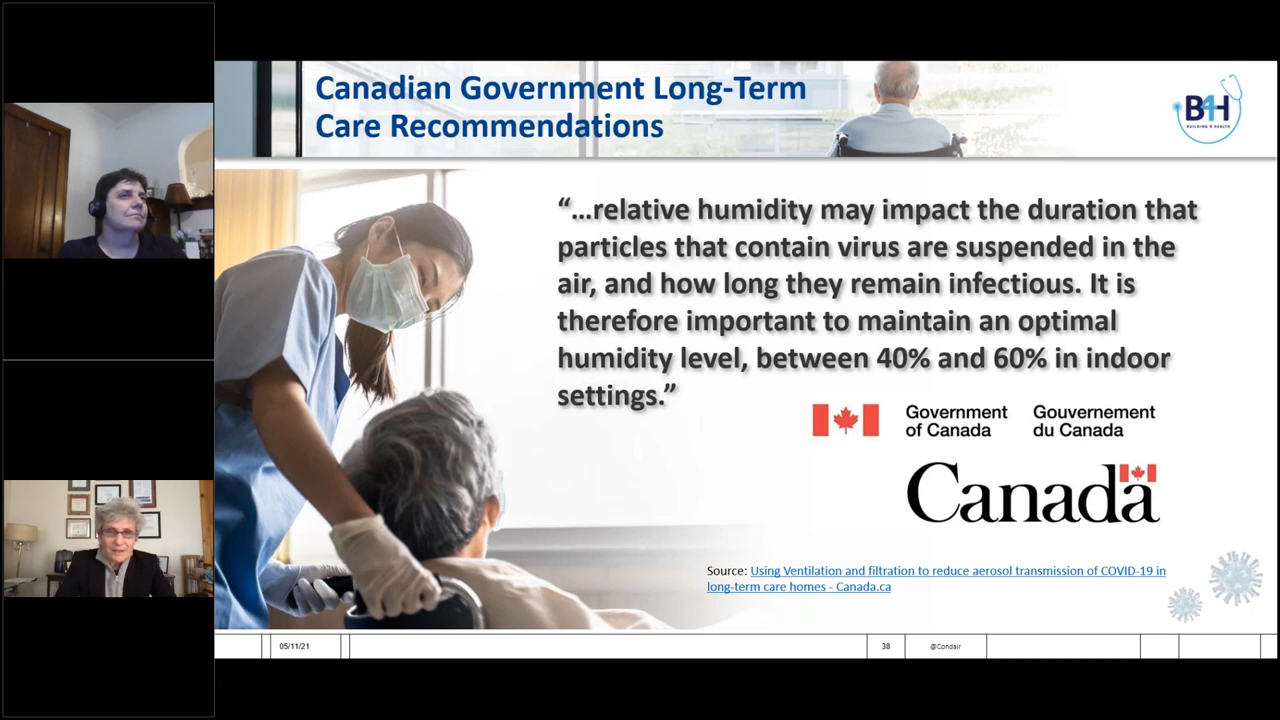 Canadian Government Long-Term
Care Recommendations
B4H
BUILDING 4 HEALTH
“...relative humidity may impact the duration that
particles that contain virus are suspended in the
air, and how long they remain infectious. It is
therefore important to maintain an optimal
humidity level, between 40% and 60% in indoor
settings.”
Government
of Canada
Gouvernement
du Canada
Canada
Source: Using Ventilation and filtration to reduce aerosol transmission of COVID-19 in
long-term care homes - Canada.ca
05/11/21
38
@Condair